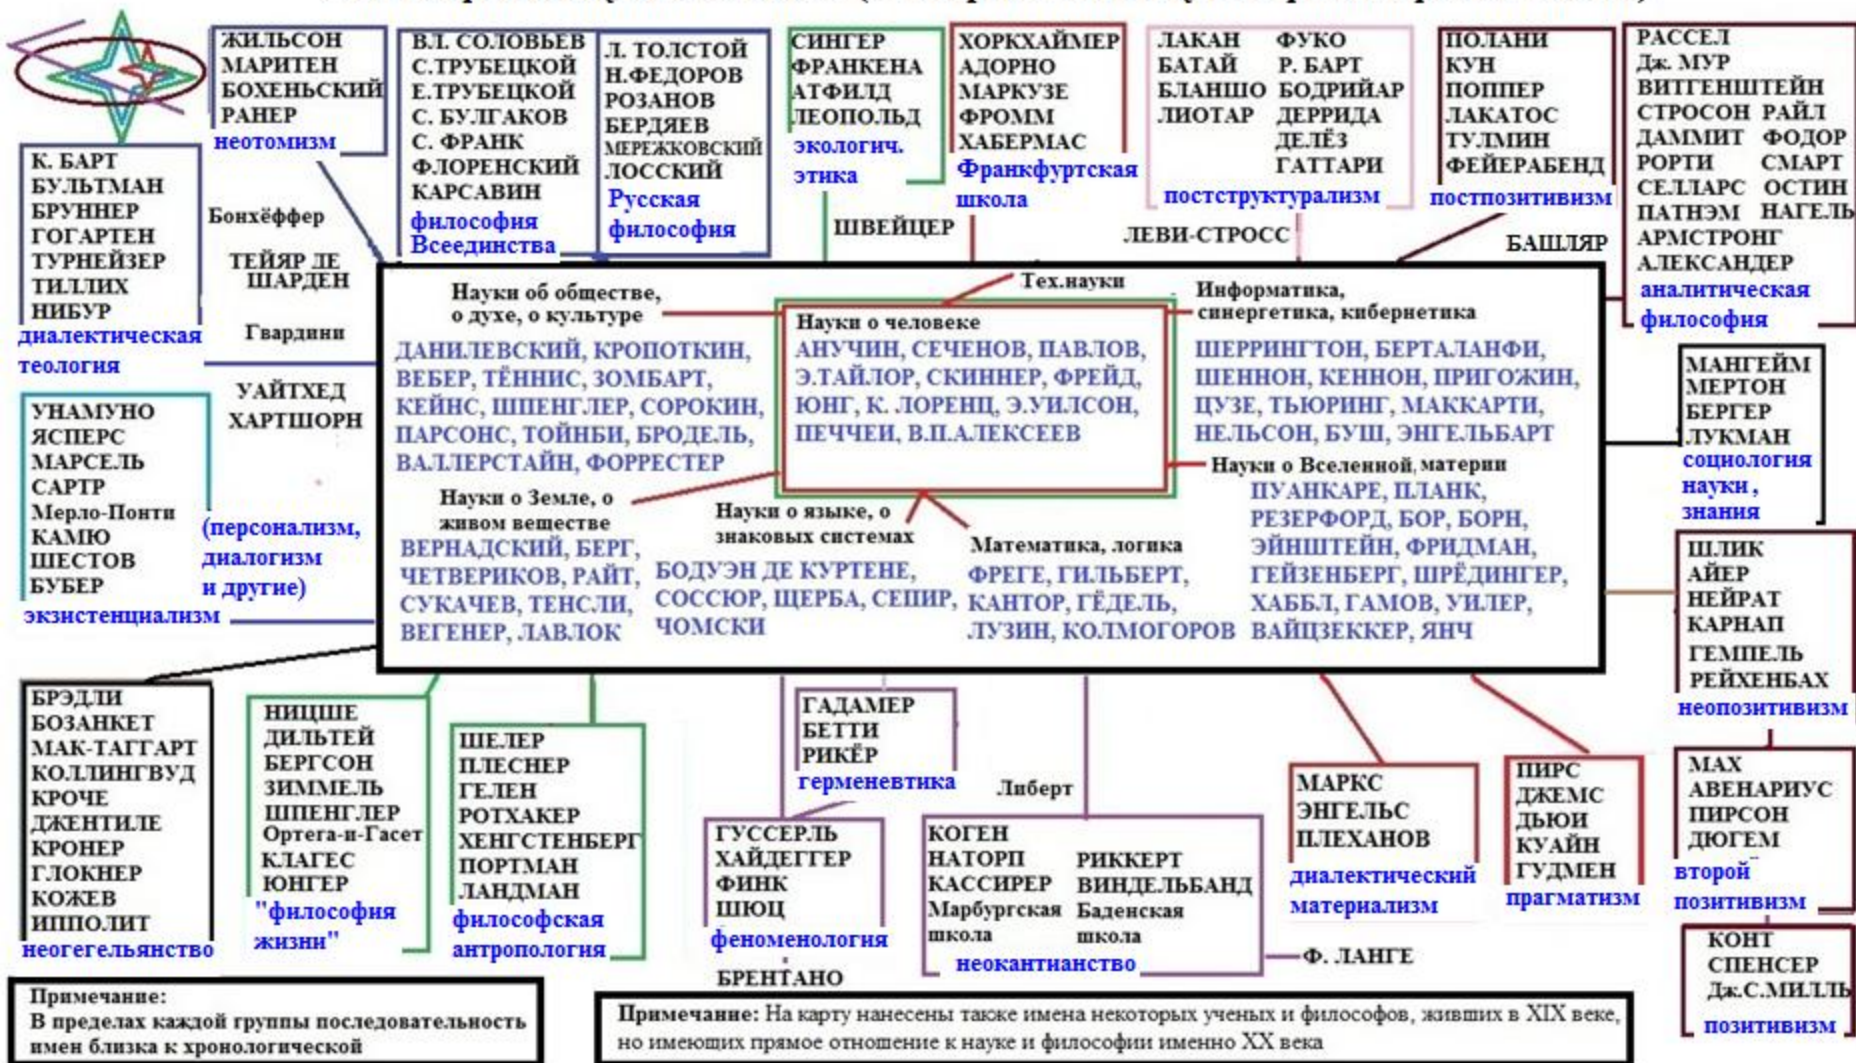 ЖИЛЬСОН
МАРИТЕН
БОХЕНЬСКИЙ
РАНЕР
неотомизм
ВЛ. СОЛОВЬЕВ
С.ТРУБЕЦКОЙ
Е.ТРУБЕЦКОЙ
С. БУЛГАКОВ
С. ФРАНК
ФЛОРЕНСКИЙ
КАРСАВИН
философия
Всеединства
Л. ТОЛСТОЙ
Н.ФЕДОРОВ
РОЗАНОВ
БЕРДЯЕВ
МЕРЕЖКОВСКИЙ
ЛОССКИЙ
Русская
философия
СИНГЕР
ФРАНКЕНА
АТФИЛД
ЛЕОПОЛЬД
экологич.
этика
ХОРКХАЙМЕР
АДОРНО
МАРКУЗЕ
ФРОММ
ХАБЕРМАС
Франкфуртская
школа
ЛАКАН
БАТАЙ
БЛАНШО
ЛИОТАР
ФУКО
Р. БАРТ
БОДРИЙАР
ДЕРРИДА
ДЕЛЁЗ
ГАТТАРИ
постструктурализм
ПОЛАНИ
КУН
ПОППЕР
ЛАКАТОС
ТУЛМИН
ФЕЙЕРАБЕНД
постпозитивизм
РАССЕЛ
Дж. МУР
ВИТГЕНШТЕЙН
СТРОСОН РАЙЛ
ДАММИТ ФОДОР
РОРТИ СМАРТ
СЕЛЛАРС ОСТИН
ПАТНЭМ НАГЕЛЬ
АРМСТРОНГ
АЛЕКСАНДЕР
аналитическая
философия
К. БАРТ
БУЛЬТМАН
БРУННЕР
ГОГАРТЕН
ТУРНЕЙЗЕР
ТИЛЛИХ
НИБУР
диалектическая
теология
Бонхёффер
ТЕЙЯР ДЕ
ШАРДЕН
Гвардини
УАЙТХЕД
ХАРТШОРН
ШВЕЙЦЕР
ЛЕВИ-СТРОСС
БАШЛЯР
Науки об обществе,
о духе, о культуре
ДАНИЛЕВСКИЙ, КРОПОТКИН,
ВЕБЕР, ТЁННИС, ЗОМБАРТ,
КЕЙНС, ШПЕНГЛЕР, СОРОКИН,
ПАРСОНС, ТОЙНБИ, БРОДЕЛЬ,
ВАЛЛЕРСТАЙН, ФОРРЕСТЕР
Тех.науки
Науки о человеке
АНУЧИН, СЕЧЕНОВ, ПАВЛОВ,
Э.ТАЙЛОР, СКИННЕР, ФРЕЙД,
ЮНГ, К. ЛОРЕНЦ, Э.УИЛСОН,
ПЕЧЧЕИ, В.П.АЛЕКСЕЕВ
Информатика,
синергетика, кибернетика
ШЕРРИНГТОН, БЕРТАЛАНФИ,
ШЕННОН, КЕННОН, ПРИГОЖИН,
ЦУЗЕ, ТЬЮРИНГ, МАККАРТИ,
НЕЛЬСОН, БУШ, ЭНГЕЛЬБАРТ
Науки о Земле, о
живом веществе
ВЕРНАДСКИЙ, БЕРГ,
ЧЕТВЕРИКОВ, РАЙТ,
СУКАЧЕВ, ТЕНСЛИ,
ВЕГЕНЕР, ЛАВЛОК
Науки о языке, о
знаковых системах
БОДУЭН ДЕ КУРТЕНЕ,
СОССЮР, ЩЕРБА, СЕПИР,
ЧОМСКИ
Математика, логика
ФРЕГЕ, ГИЛЬБЕРТ,
КАНТОР, ГЁДЕЛЬ,
ЛУЗИН, КОЛМОГОРОВ
Науки о Вселенной, материи
ПУАНКАРЕ, ПЛАНК,
РЕЗЕРФОРД, БОР, БОРН,
ЭЙНШТЕЙН, ФРИДМАН,
ГЕЙЗЕНБЕРГ, ШРЁДИНГЕР,
ХАББЛ, ГАМОВ, УИЛЕР,
ВАЙЦЗЕККЕР, ЯНЧ
МАНГЕЙМ
МЕРТОН
БЕРГЕР
ЛУКМАН
социология
науки ,
знания
УНАМУНО
ЯСПЕРС
МАРСЕЛЬ
САРТР
Мерло-Понти
КАМЮ
ШЕСТОВ
БУБЕР
экзистенциализм
(персонализм,
диалогизм
и другие)
ШЛИК
АЙЕР
НЕЙРАТ
КАРНАП
ГЕМПЕЛЬ
РЕЙХЕНБАХ
неопозитивизм
БРЭДЛИ
БОЗАНКЕТ
МАК-ТАГГАРТ
КОЛЛИНГВУД
КРОЧЕ
ДЖЕНТИЛЕ
КРОНЕР
ГЛОКНЕР
КОЖЕВ
ИППОЛИТ
неогегельянство
НИЦШЕ
ДИЛЬТЕЙ
БЕРГСОН
ЗИММЕЛЬ
ШПЕНГЛЕР
Ортега-и-Гасет
КЛАГЕС
ЮНГЕР
"философия
жизни"
ШЕЛЕР
ПЛЕСНЕР
ГЕЛЕН
РОТХАКЕР
ХЕНГСТЕНБЕРГ
ПОРТМАН
ЛАНДМАН
философская
антропология
ГАДАМЕР
БЕТТИ
РИКЁР
герменевтика
ГУССЕРЛЬ
ХАЙДЕГГЕР
ФИНК
ШЮЦ
феноменология
БРЕНТАНО
Либерт
КОГЕН
НАТОРП
КАССИРЕР
Марбургская
школа
РИККЕРТ
ВИНДЕЛЬБАНД
Баденская
школа
неокантианство
Ф. ЛАНГЕ
МАРКС
ЭНГЕЛЬС
ПЛЕХАНОВ
диалектический
материализм
ПИРС
ДЖЕМС
ДЬЮИ
КУАЙН
ГУДМЕН
прагматизм
МАХ
АВЕНАРИУС
ПИРСОН
ДЮГЕМ
второй
позитивизм
КОНТ
СПЕНСЕР
Дж.С.МИЛЛЬ
позитивизм
Примечание:
В пределах каждой группы последовательность
имен близка к хронологической
Примечание: На карту нанесены также имена некоторых ученых и философов, живших в XIX веке,
но имеющих прямое отношение к науке и философии именно XX века